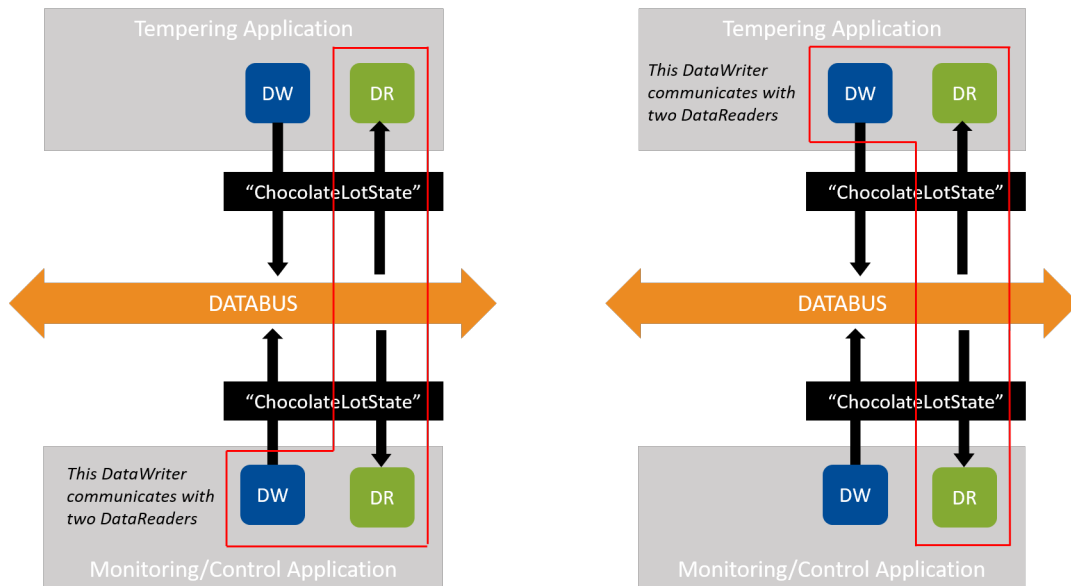 Tempering Application
DW
DR
“ChocolateLotState”
DATABUS
“ChocolateLotState”
This DataWriter
communicates with
two DataReaders
DW
DR
Monitoring/Control Application
Tempering Application
This DataWriter
communicates with
two DataReaders
DW
DR
“ChocolateLotState”
DATABUS
“ChocolateLotState”
DW
DR
Monitoring/Control Application